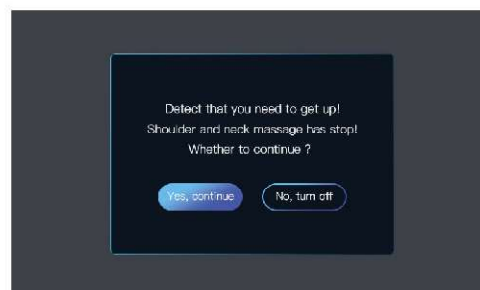 Detect that you need to get up!
Shoulder and neck massage has stop!
Whether to continue ?
Yes, continue
No, turn off